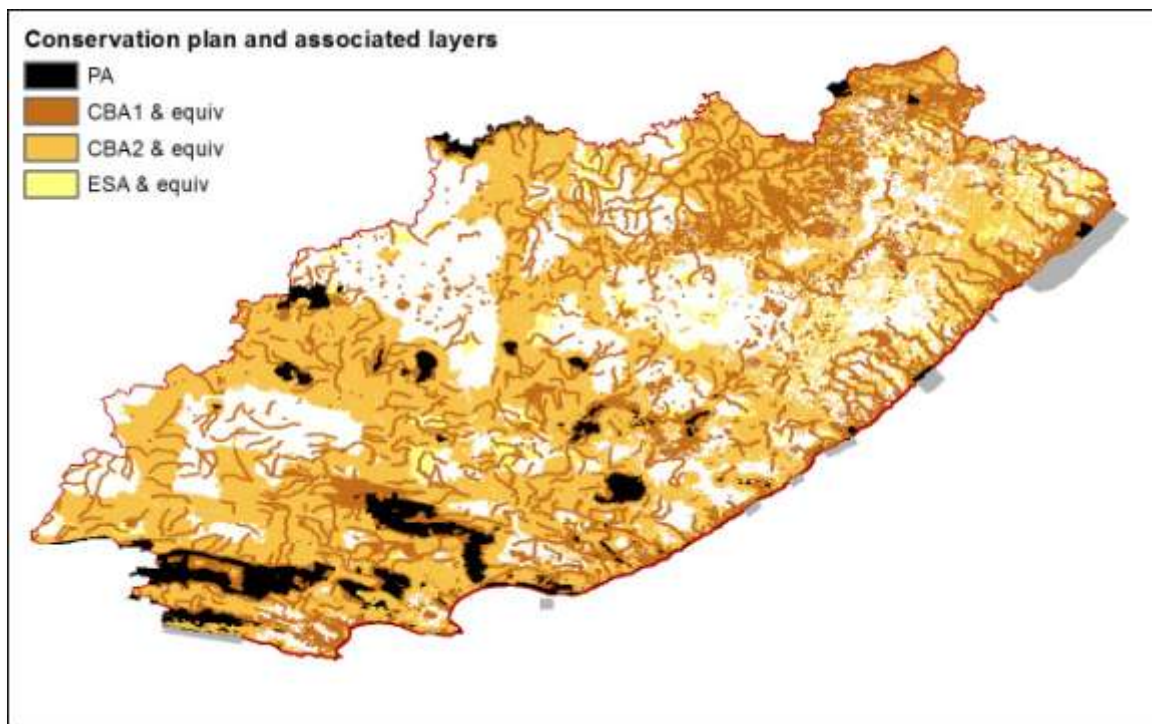 Conservation plan and associated layers
PA
CBA1 & equiv
CBA2 & equiv
ESA & equiv